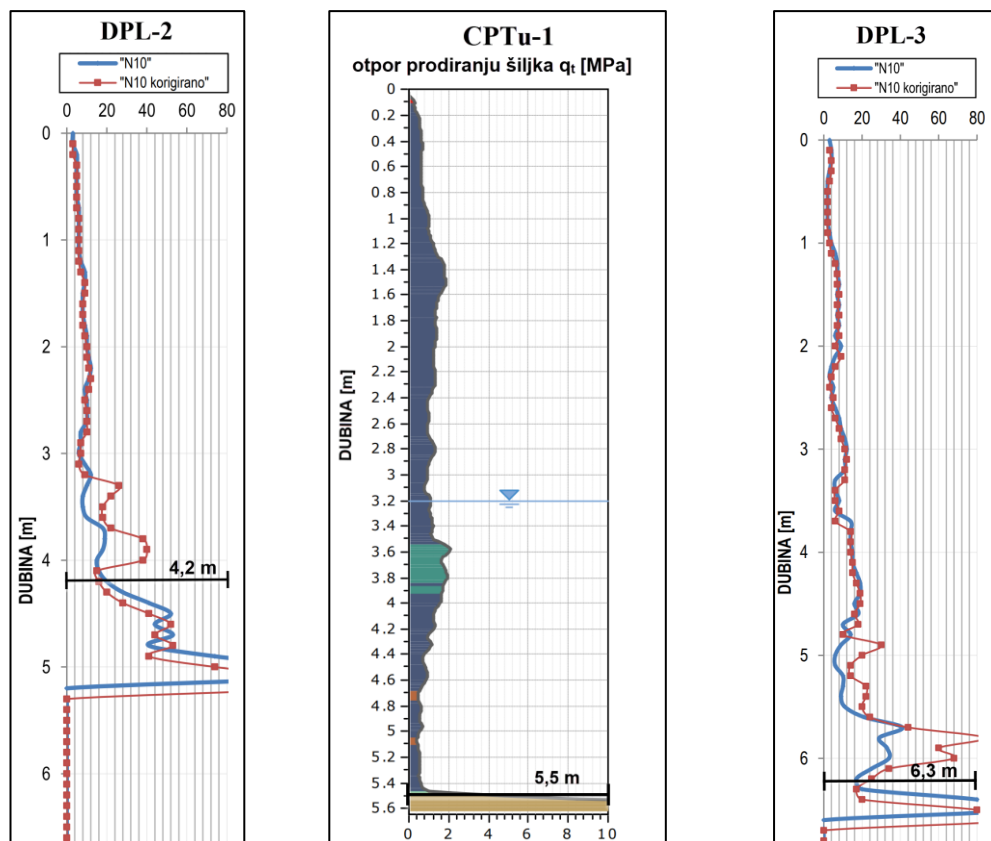 DPL-2
"N10"
"N10 korigirano"
0 20 40 60 80
0
1
2
3
4
5
6
DUBINA [m]
4,2 m
CPTu-1
otpor prodiranju šiljka qₜ [MPa]
0
0.2
0.4
0.6
0.8
1
1.2
1.4
1.6
1.8
2
2.2
2.4
2.6
2.8
3
3.2
3.4
3.6
3.8
4
4.2
4.4
4.6
4.8
5
5.2
5.4
5.6
DUBINA [m]
5,5 m
0 2 4 6 8 10
DPL-3
"N10"
"N10 korigirano"
0 20 40 60 80
0
1
2
3
4
5
6
DUBINA [m]
6,3 m